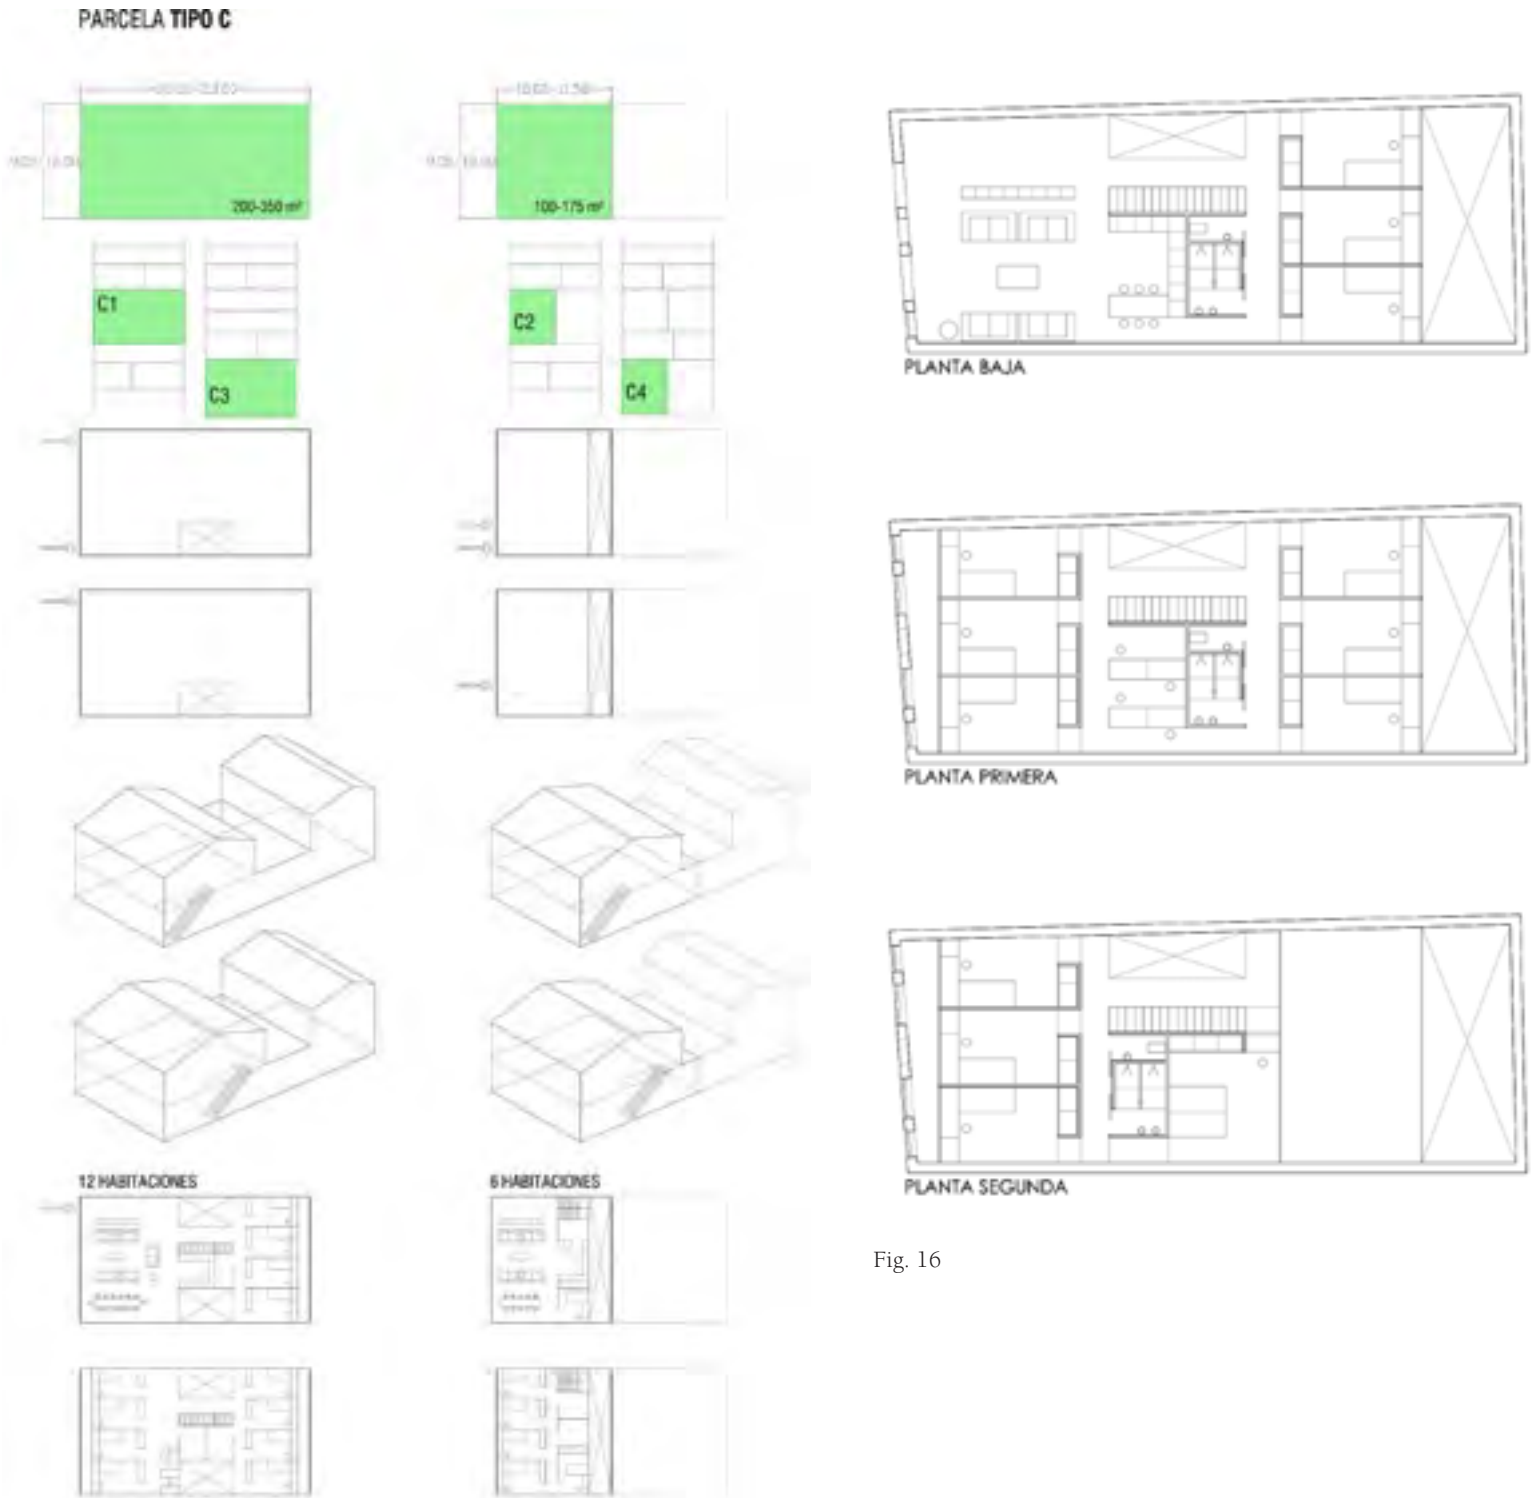 PARCELA TIPO C
200-350 m²
100-175 m²
C1
C3
C2
C4
12 HABITACIONES
6 HABITACIONES
PLANTA BAJA
PLANTA PRIMERA
PLANTA SEGUNDA
Fig. 16